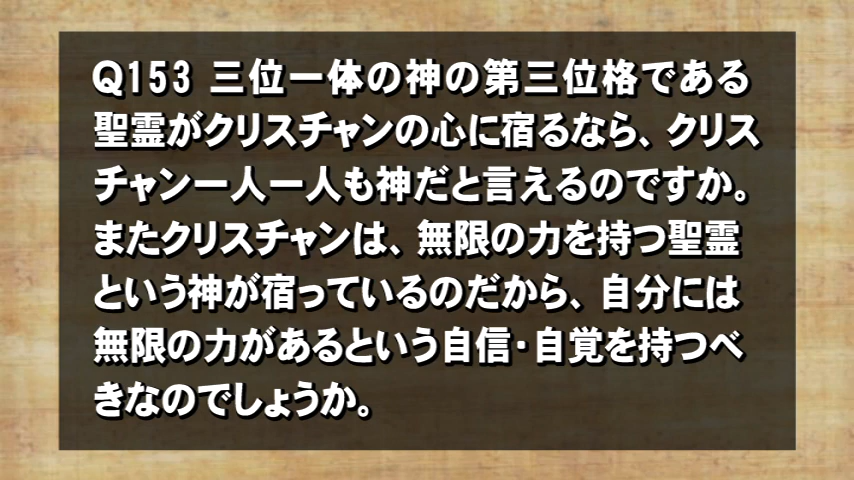 Q153 三位一体の神の第三位格である
聖霊がクリスチャンの心に宿るなら、クリス
チャン一人一人も神だと言えるのですか。
またクリスチャンは、無限の力を持つ聖霊
という神が宿っているのだから、自分には
無限の力があるという自信・自覚を持つべ
きなのでしょうか。